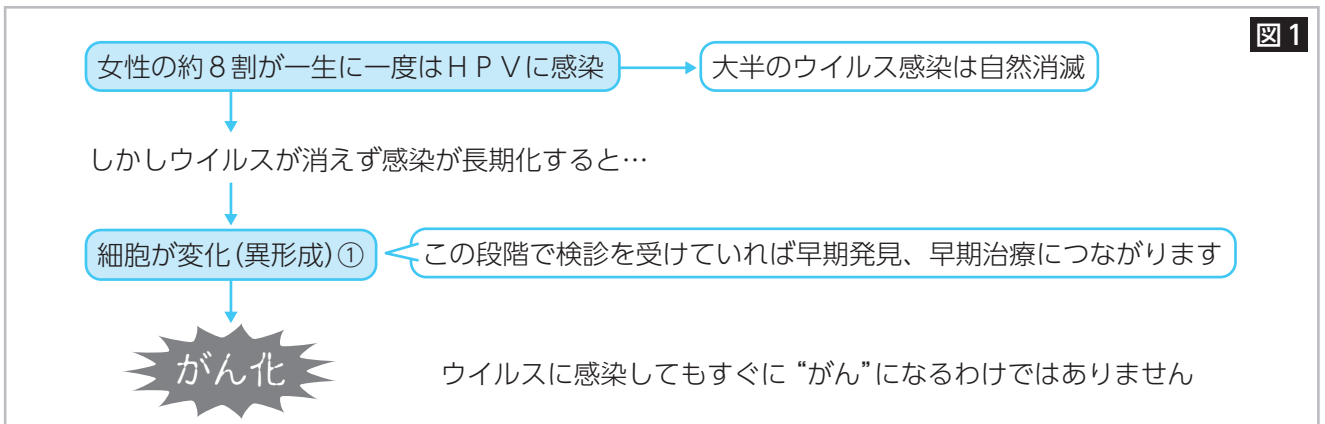 図1
女性の約8割が一生に一度はHPVに感染
大半のウイルス感染は自然消滅
しかしウイルスが消えず感染が長期化すると…
細胞が変化(異形成)①
この段階で検診を受けていれば早期発見、早期治療につながります
がん化
ウイルスに感染してもすぐに“がん”になるわけではありません